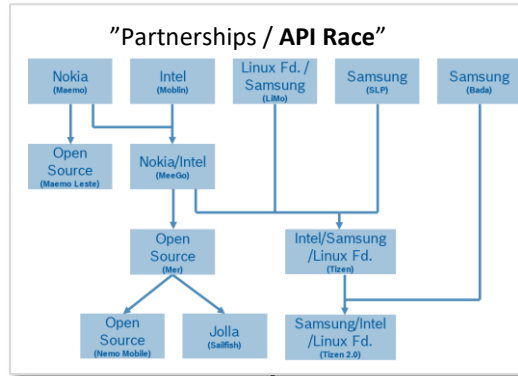 ”Partnerships / API Race”
Nokia
(Maemo)
Intel
(Moblin)
Linux Fd. /
Samsung
(LiMo)
Samsung
(SLP)
Samsung
(Bada)
Open
Source
(Maemo Leste)
Nokia/Intel
(MeeGo)
Open
Source
(Mer)
Intel/Samsung
/Linux Fd.
(Tizen)
Open
Source
(Nemo Mobile)
Jolla
(Sailfish)
Samsung/Intel
/Linux Fd.
(Tizen 2.0)